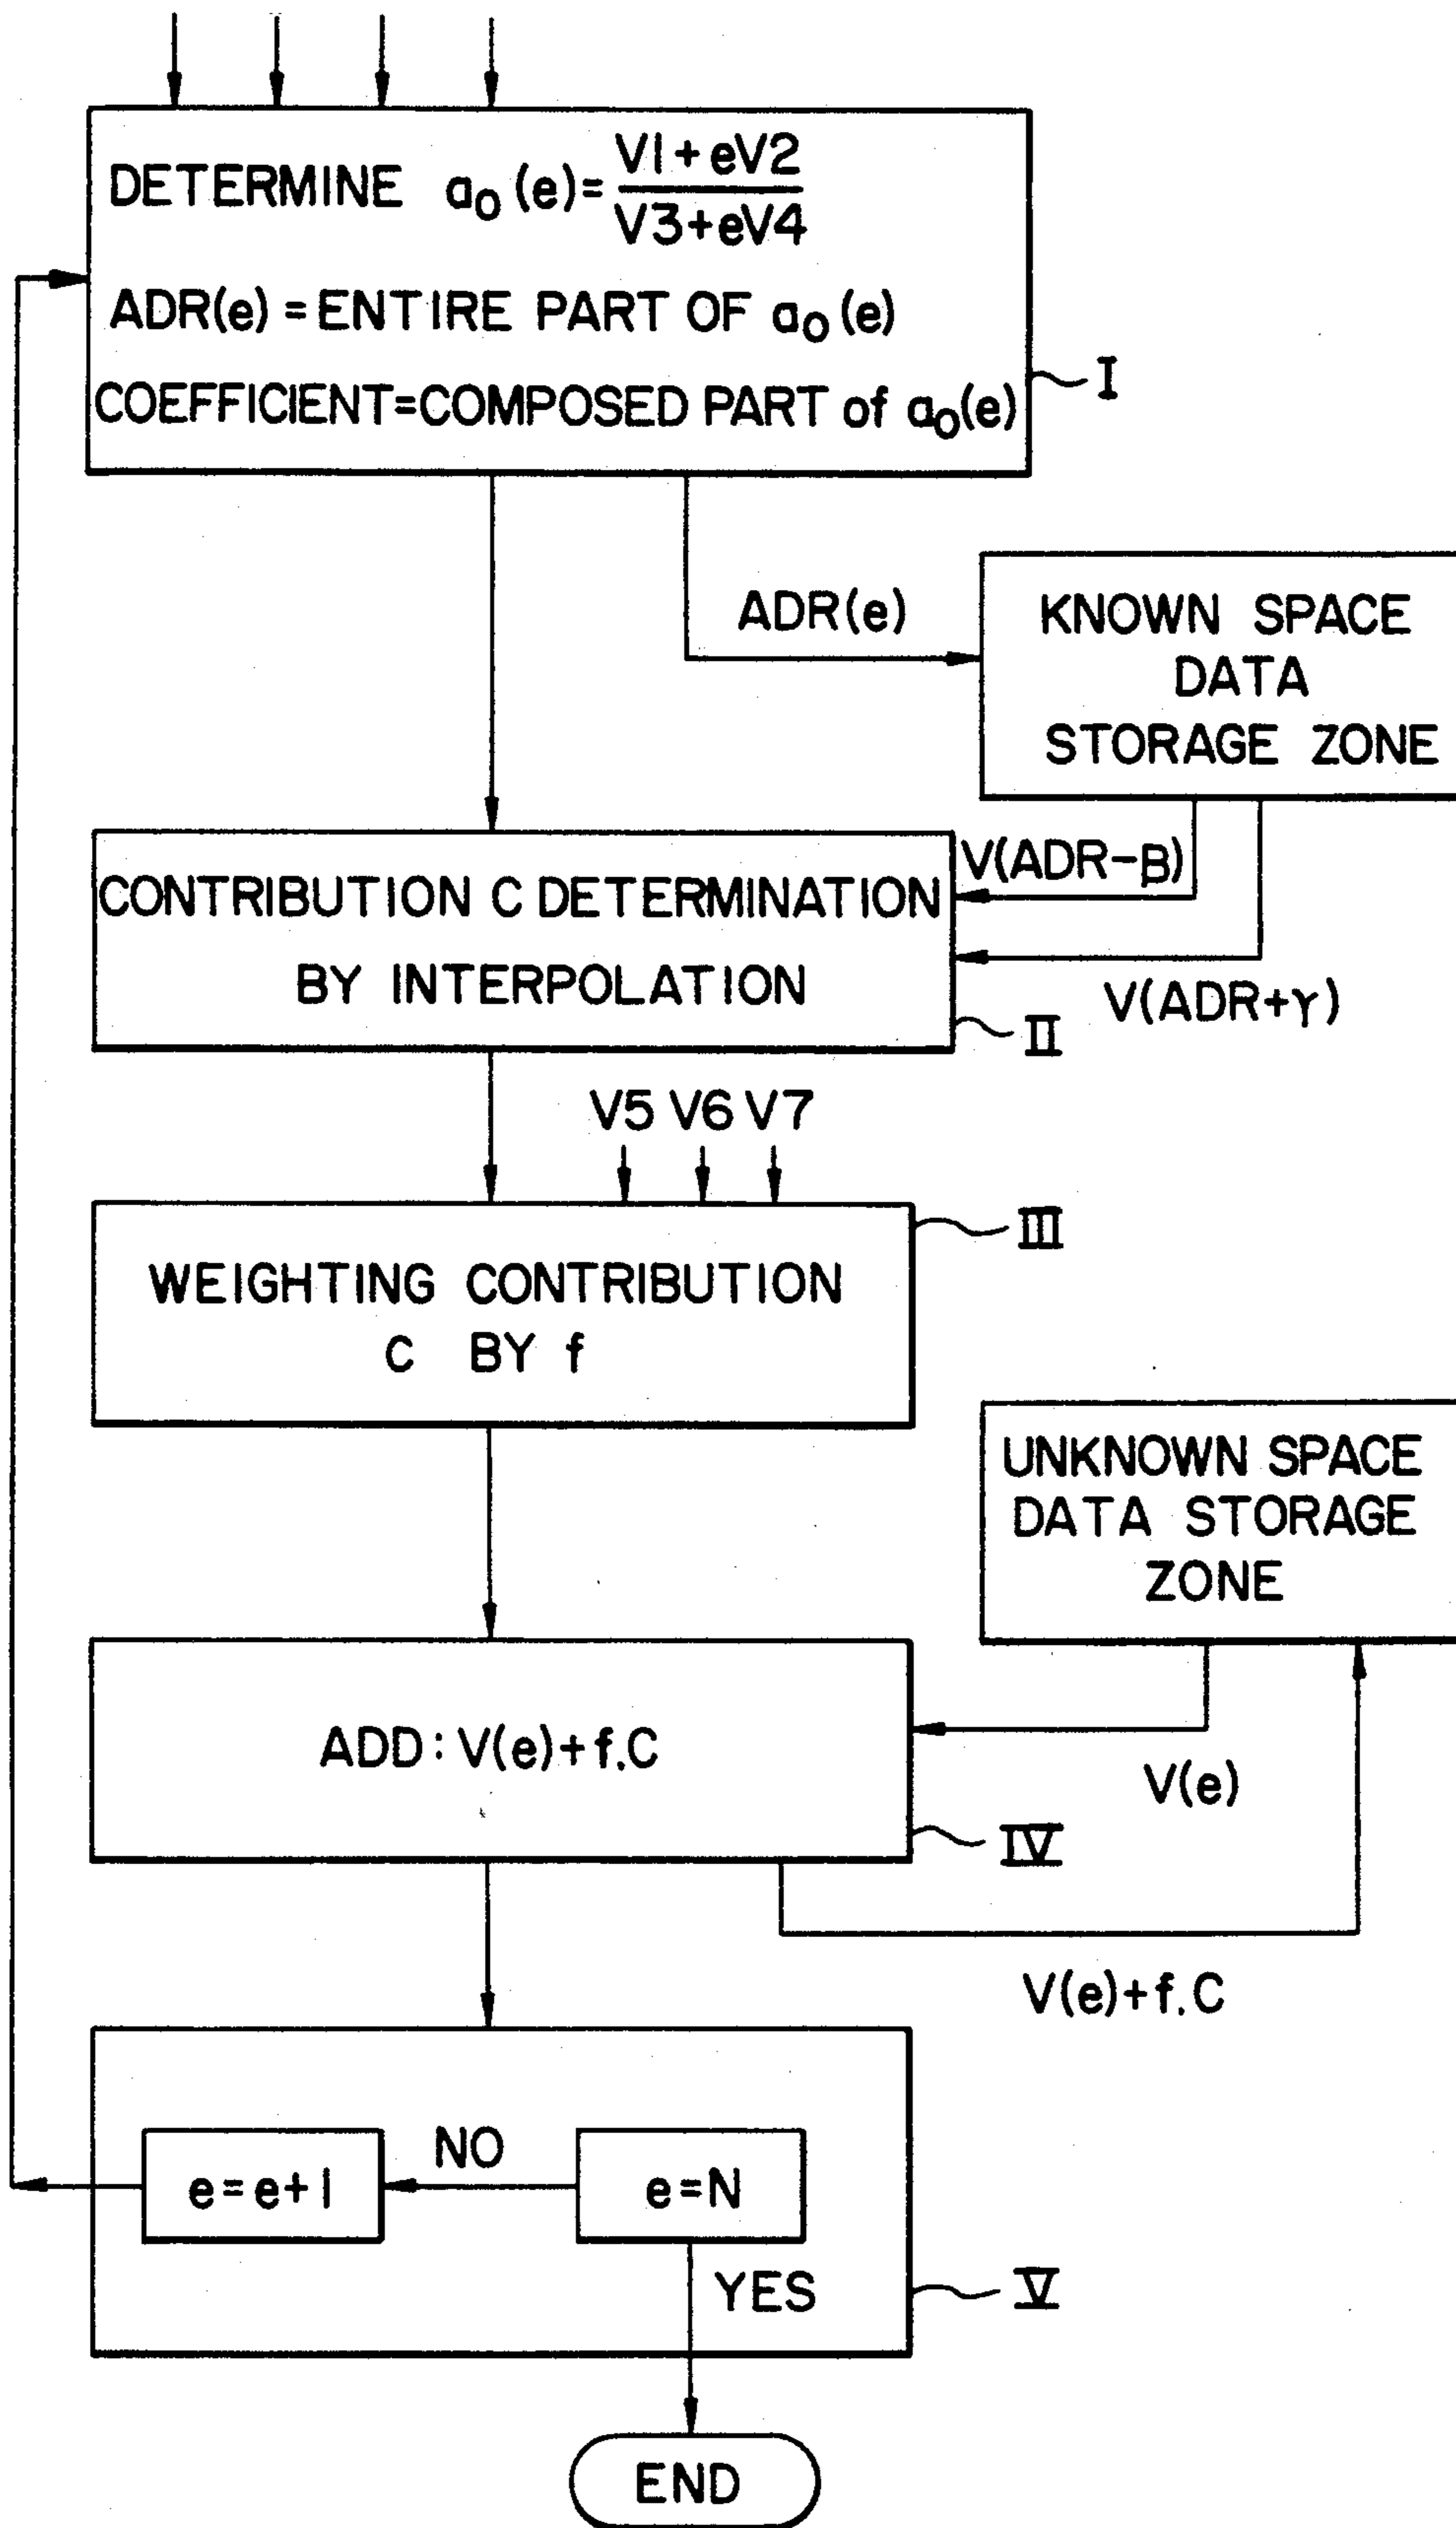 DETERMINE a₀(e)= V1+eV2 / V3+eV4
ADR(e) = ENTIRE PART OF a₀(e)
COEFFICIENT=COMPOSED PART of a₀(e)
I
ADR(e)
KNOWN SPACE
DATA
STORAGE ZONE
V(ADR-β)
CONTRIBUTION C DETERMINATION
BY INTERPOLATION
V(ADR+γ)
II
V5 V6 V7
III
WEIGHTING CONTRIBUTION
C BY f
UNKNOWN SPACE
DATA STORAGE
ZONE
ADD: V(e)+f.C
V(e)
IV
V(e)+f.C
NO
e=e+1
e=N
YES
V
END